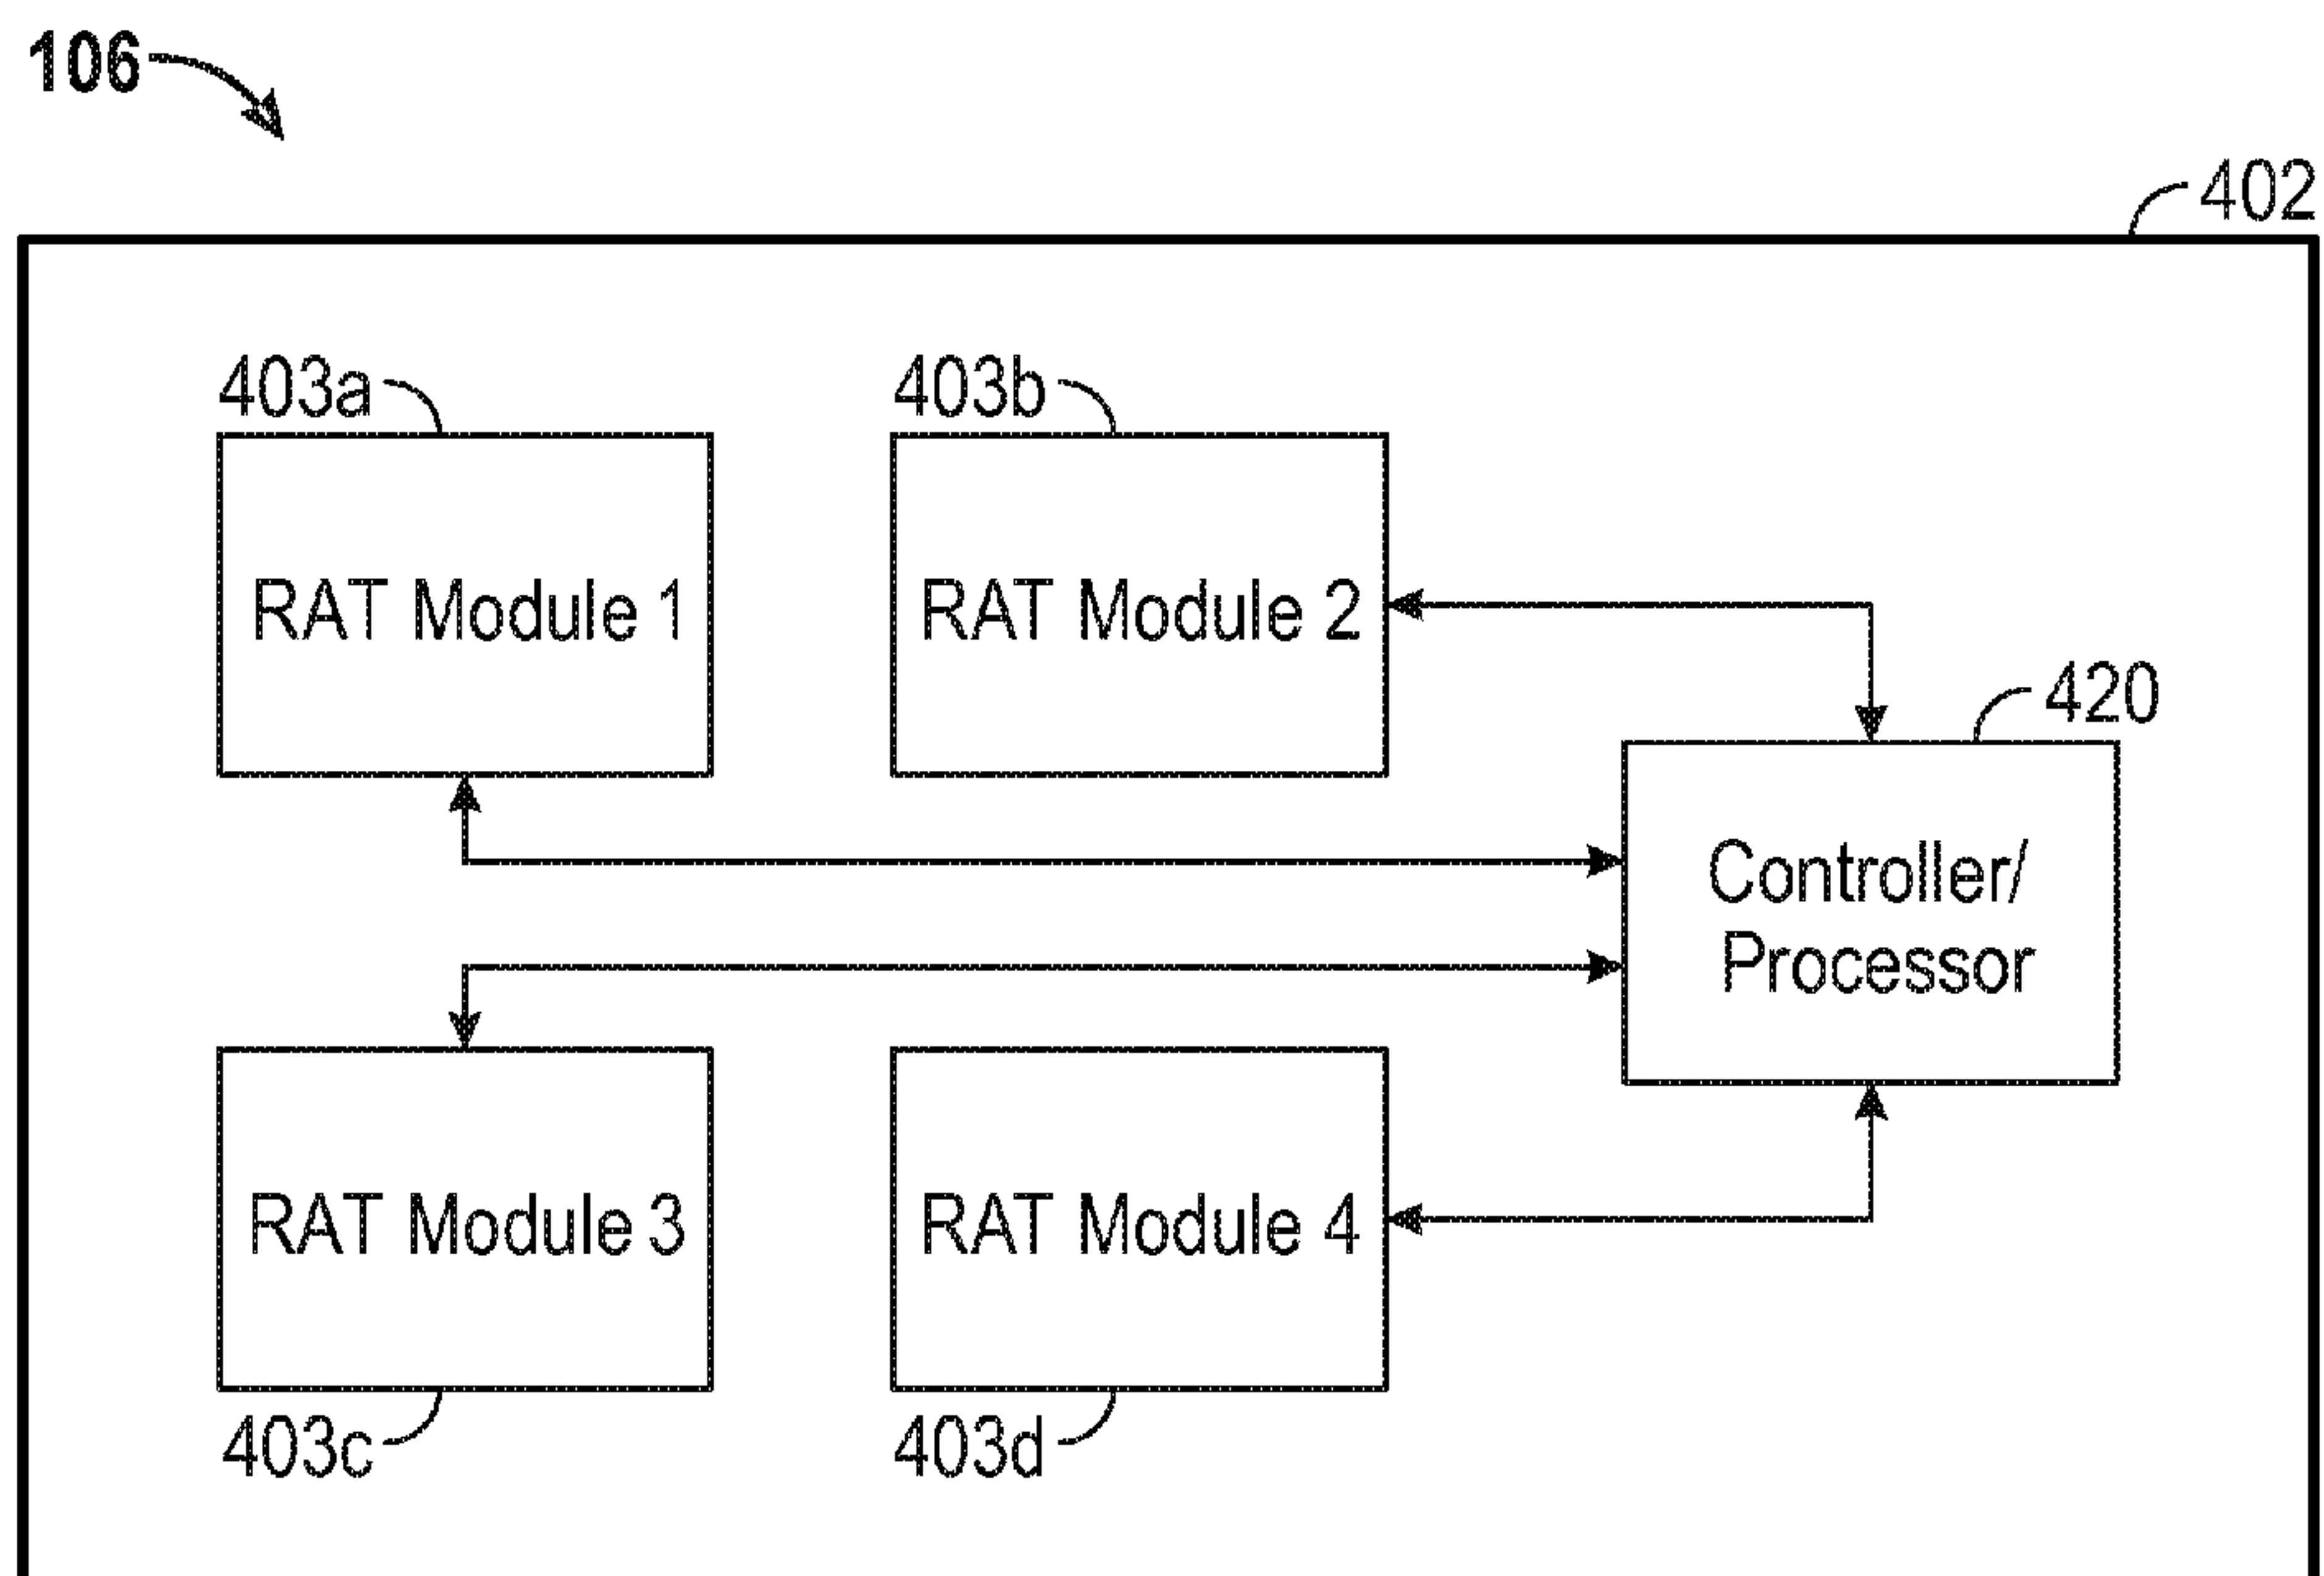 106
402
403a
403b
RAT Module 1
RAT Module 2
420
Controller/
Processor
RAT Module 3
RAT Module 4
403c
403d